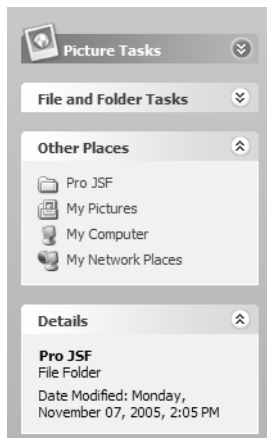 Picture Tasks
File and Folder Tasks
Other Places
Pro JSF
My Pictures
My Computer
My Network Places
Details
Pro JSF
File Folder
Date Modified: Monday,
November 07, 2005, 2:05 PM